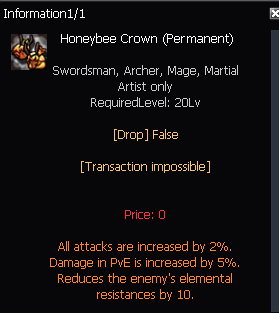 Information1/1
Honeybee Crown (Permanent)
Swordsman, Archer, Mage, Martial
Artist only
RequiredLevel: 20Lv
[Drop] False
[Transaction impossible]
Price: 0
All attacks are increased by 2%.
Damage in PvE is increased by 5%.
Reduces the enemy's elemental
resistances by 10.